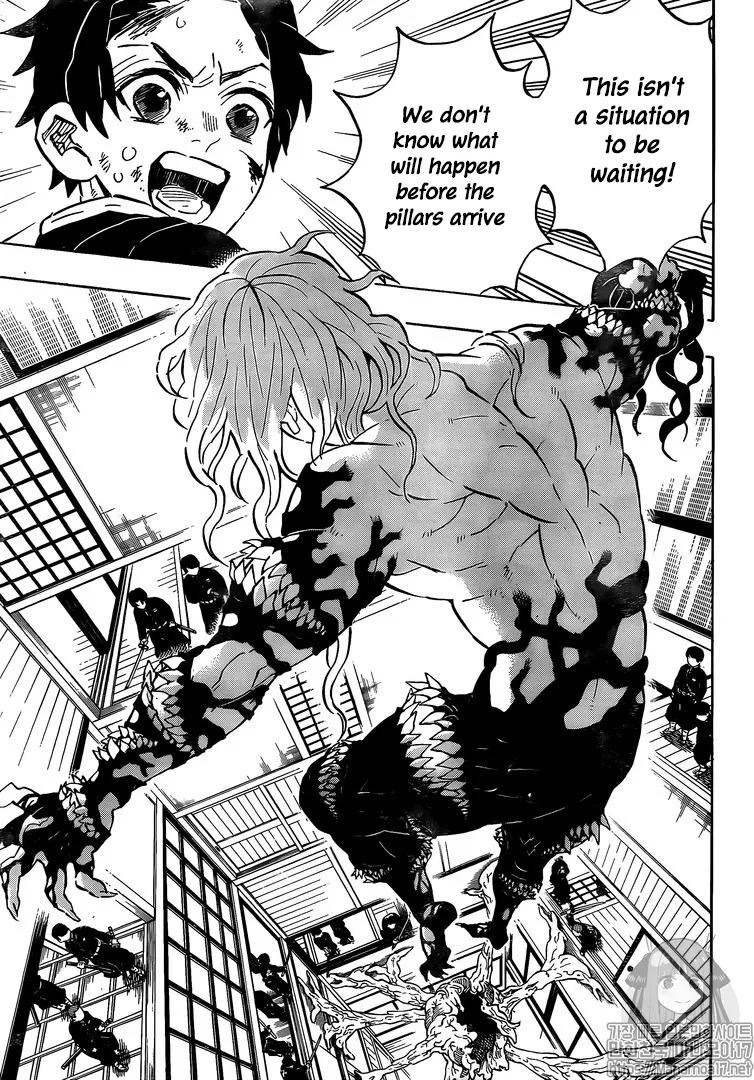 This isn't
a situation
to be
waiting!
We don't
know what
will happen
before the
pillars arrive